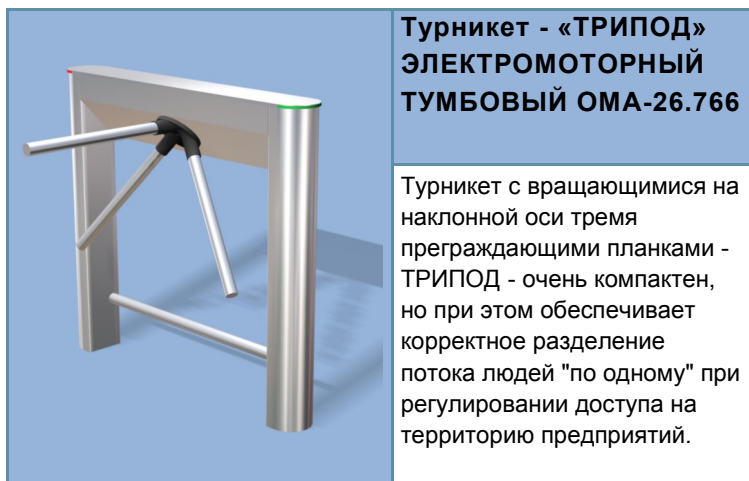 Турникет - «ТРИПОД»
ЭЛЕКТРОМОТОРНЫЙ
ТУМБОВЫЙ ОМА-26.766
Турникет с вращающимися на
наклонной оси тремя
преграждающими планками -
ТРИПОД - очень компактен,
но при этом обеспечивает
корректное разделение
потока людей "по одному" при
регулировании доступа на
территорию предприятий.